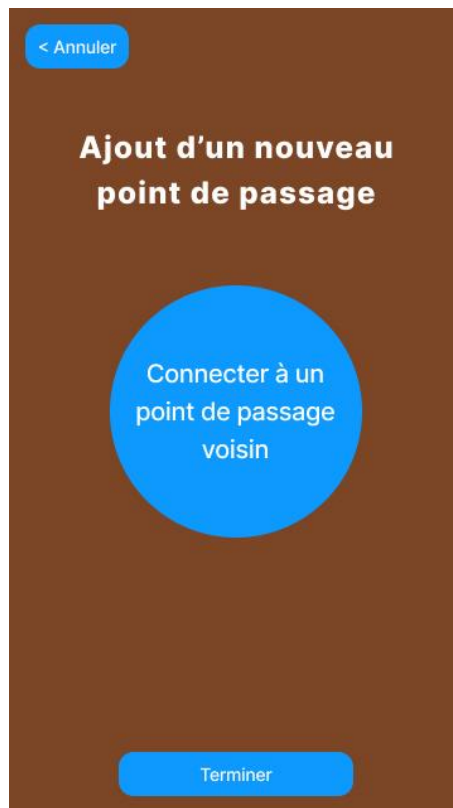 < Annuler
Ajout d’un nouveau
point de passage
Connecter à un
point de passage
voisin
Terminer